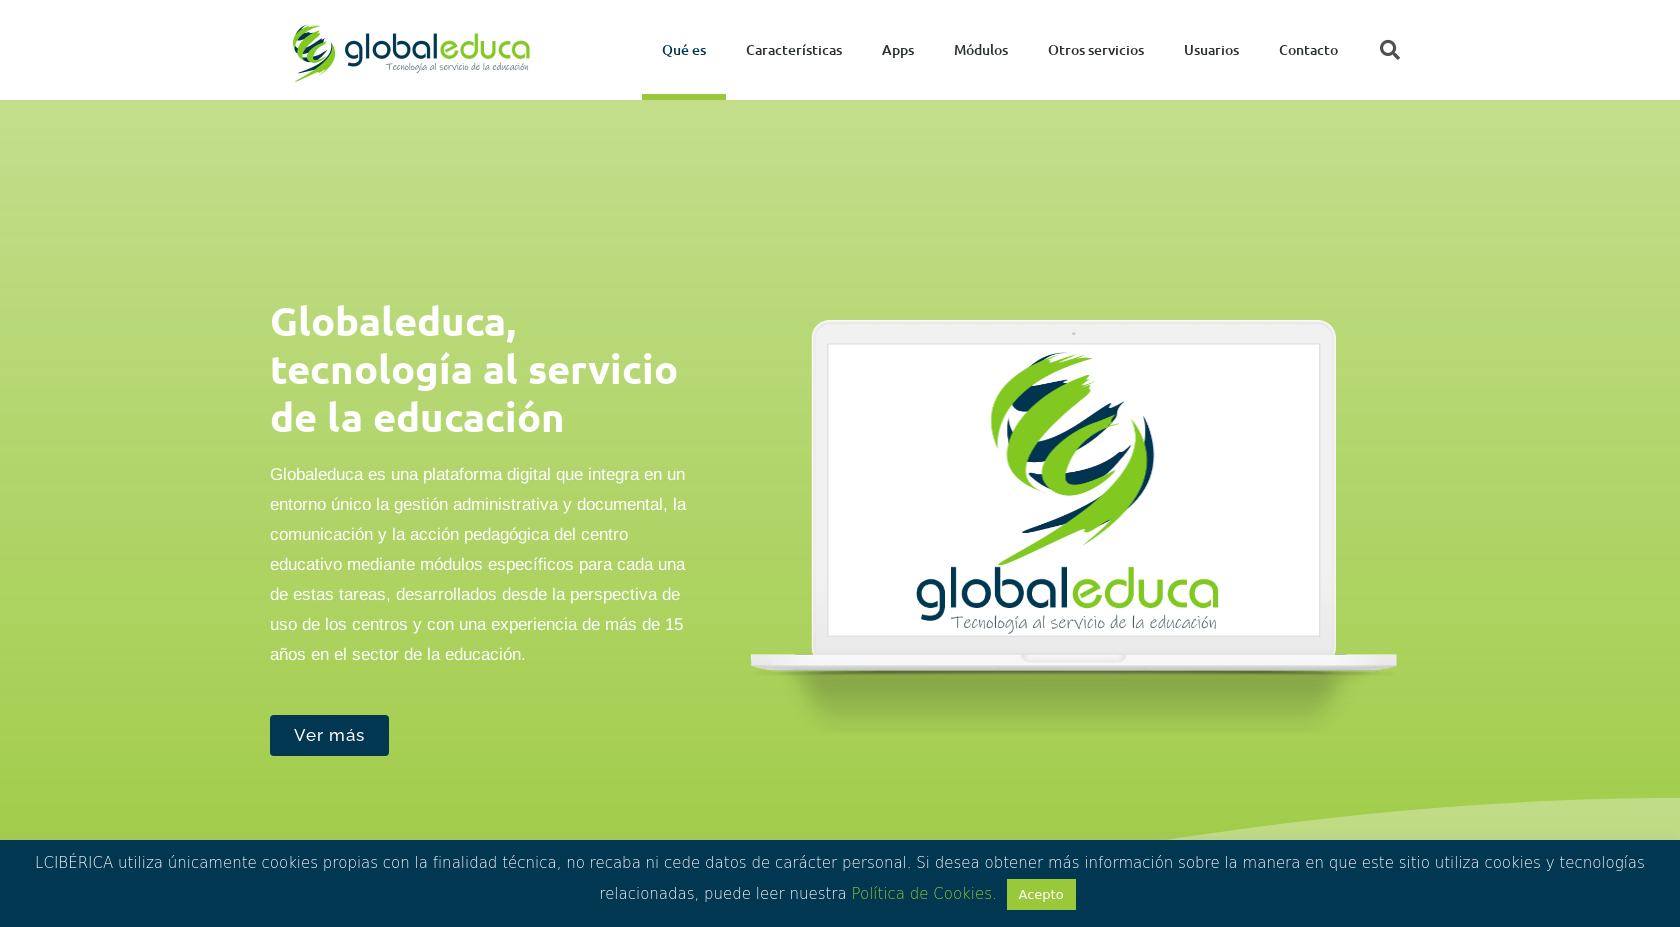 globaleduca
Tecnología al servicio de la educación
Qué es
Características
Apps
Módulos
Otros servicios
Usuarios
Contacto
Globaleduca,
tecnología al servicio
de la educación
Globaleduca es una plataforma digital que integra en un
entorno único la gestión administrativa y documental, la
comunicación y la acción pedagógica del centro
educativo mediante módulos específicos para cada una
de estas tareas, desarrollados desde la perspectiva de
uso de los centros y con una experiencia de más de 15
años en el sector de la educación.
Ver más
globaleduca
Tecnología al servicio de la educación
LCIBÉRICA utiliza únicamente cookies propias con la finalidad técnica, no recaba ni cede datos de carácter personal. Si desea obtener más información sobre la manera en que este sitio utiliza cookies y tecnologías
relacionadas, puede leer nuestra Política de Cookies. Acepto